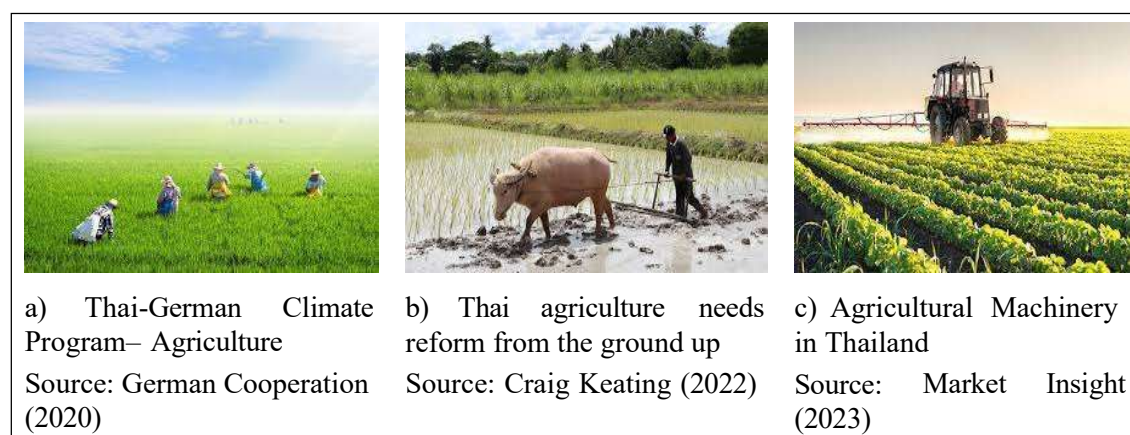 a) Thai-German Climate
Program– Agriculture
Source: German Cooperation
(2020)
b) Thai agriculture needs
reform from the ground up
Source: Craig Keating (2022)
c) Agricultural Machinery
in Thailand
Source: Market Insight
(2023)